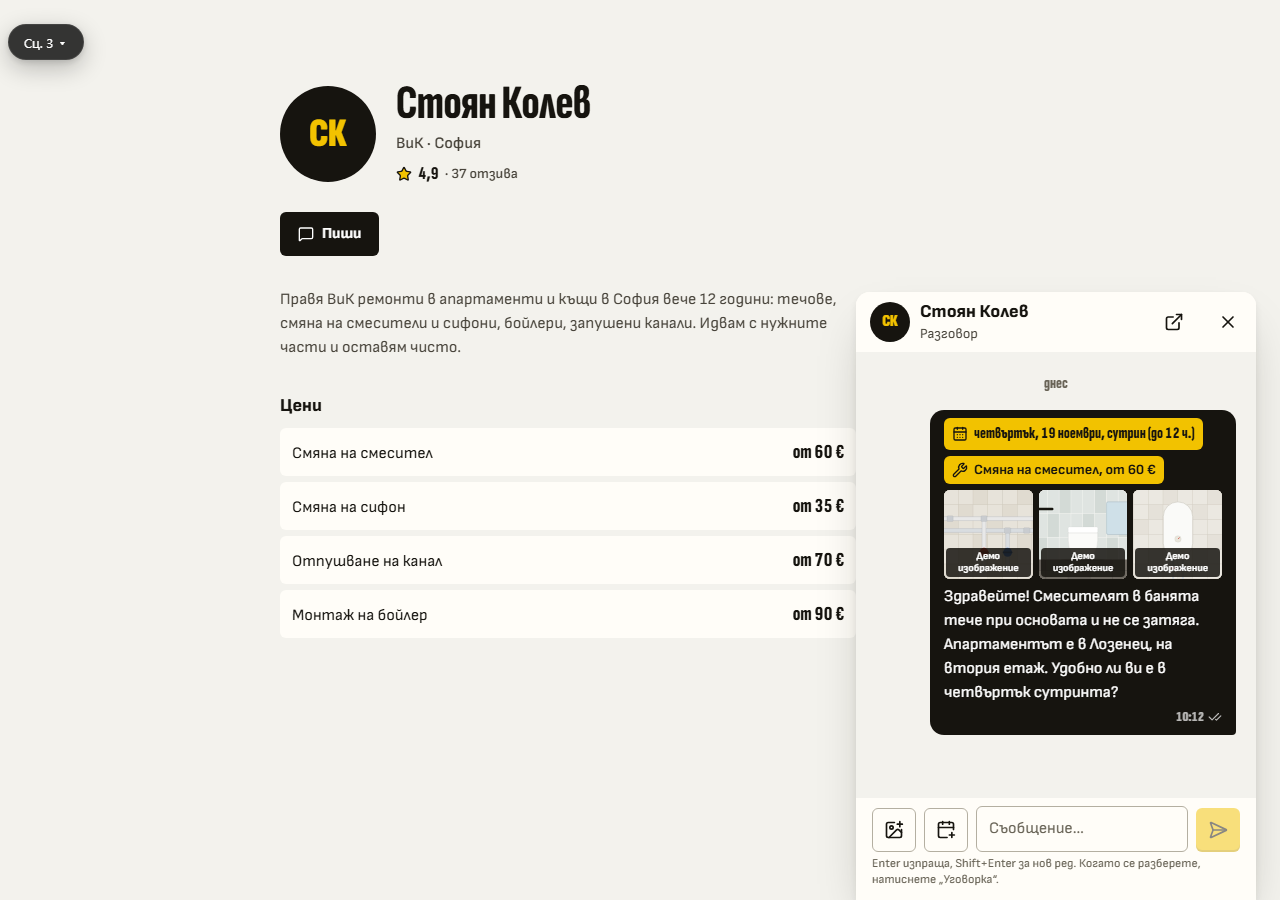 Сц. 3
СК
Стоян Колев
ВиК · София
4,9 · 37 отзива
Пиши
Правя ВиК ремонти в апартаменти и къщи в София вече 12 години: течове,
смяна на смесители и сифони, бойлери, запушени канали. Идвам с нужните
части и оставям чисто.
Цени
Смяна на смесител от 60 €
Смяна на сифон от 35 €
Отпушване на канал от 70 €
Монтаж на бойлер от 90 €
СК
Стоян Колев
Разговор
днес
четвъртък, 19 ноември, сутрин (до 12 ч.)
Смяна на смесител, от 60 €
Демо изображение
Демо изображение
Демо изображение
Здравейте! Смесителят в банята
тече при основата и не се затяга.
Апартаментът е в Лозенец, на
втория етаж. Удобно ли ви е в
четвъртък сутринта?
10:12
Съобщение...
Enter изпраща, Shift+Enter за нов ред. Когато се разберете,
натиснете „Уговорка“.